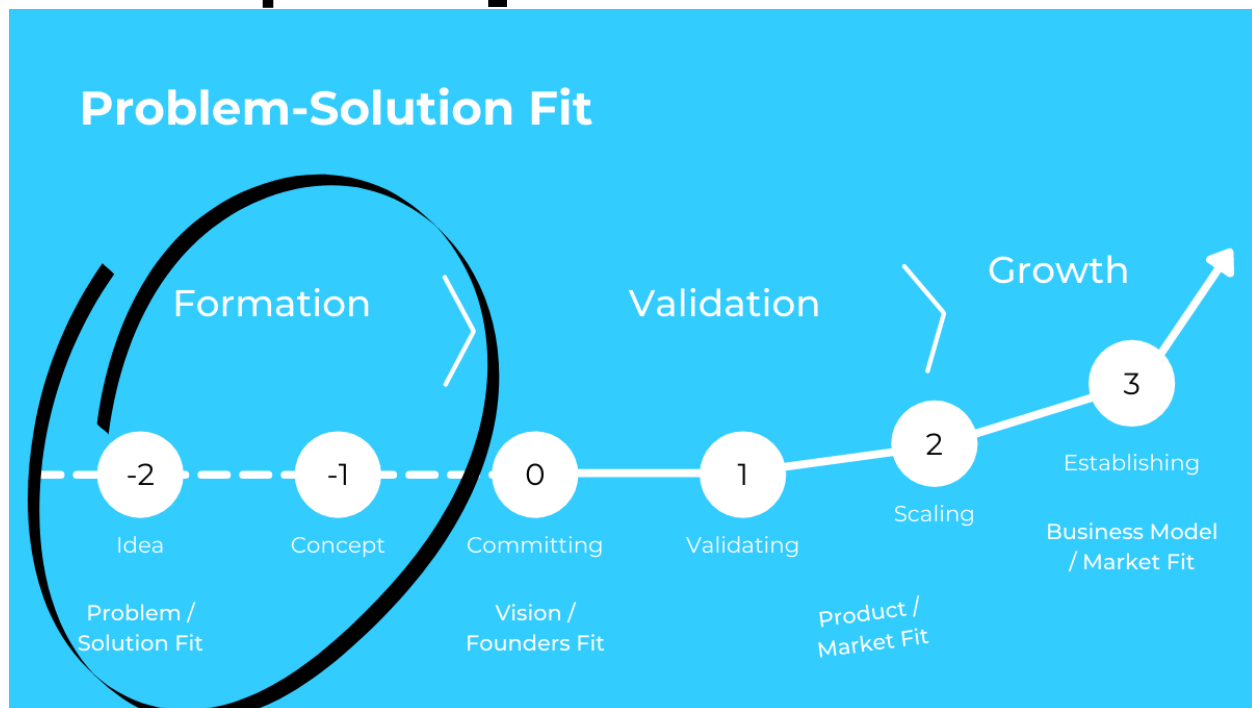 Problem-Solution Fit
Formation
Validation
Growth
-2
-1
0
1
2
3
Idea
Concept
Committing
Validating
Scaling
Establishing
Problem /
Solution Fit
Vision /
Founders Fit
Product /
Market Fit
Business Model
/ Market Fit